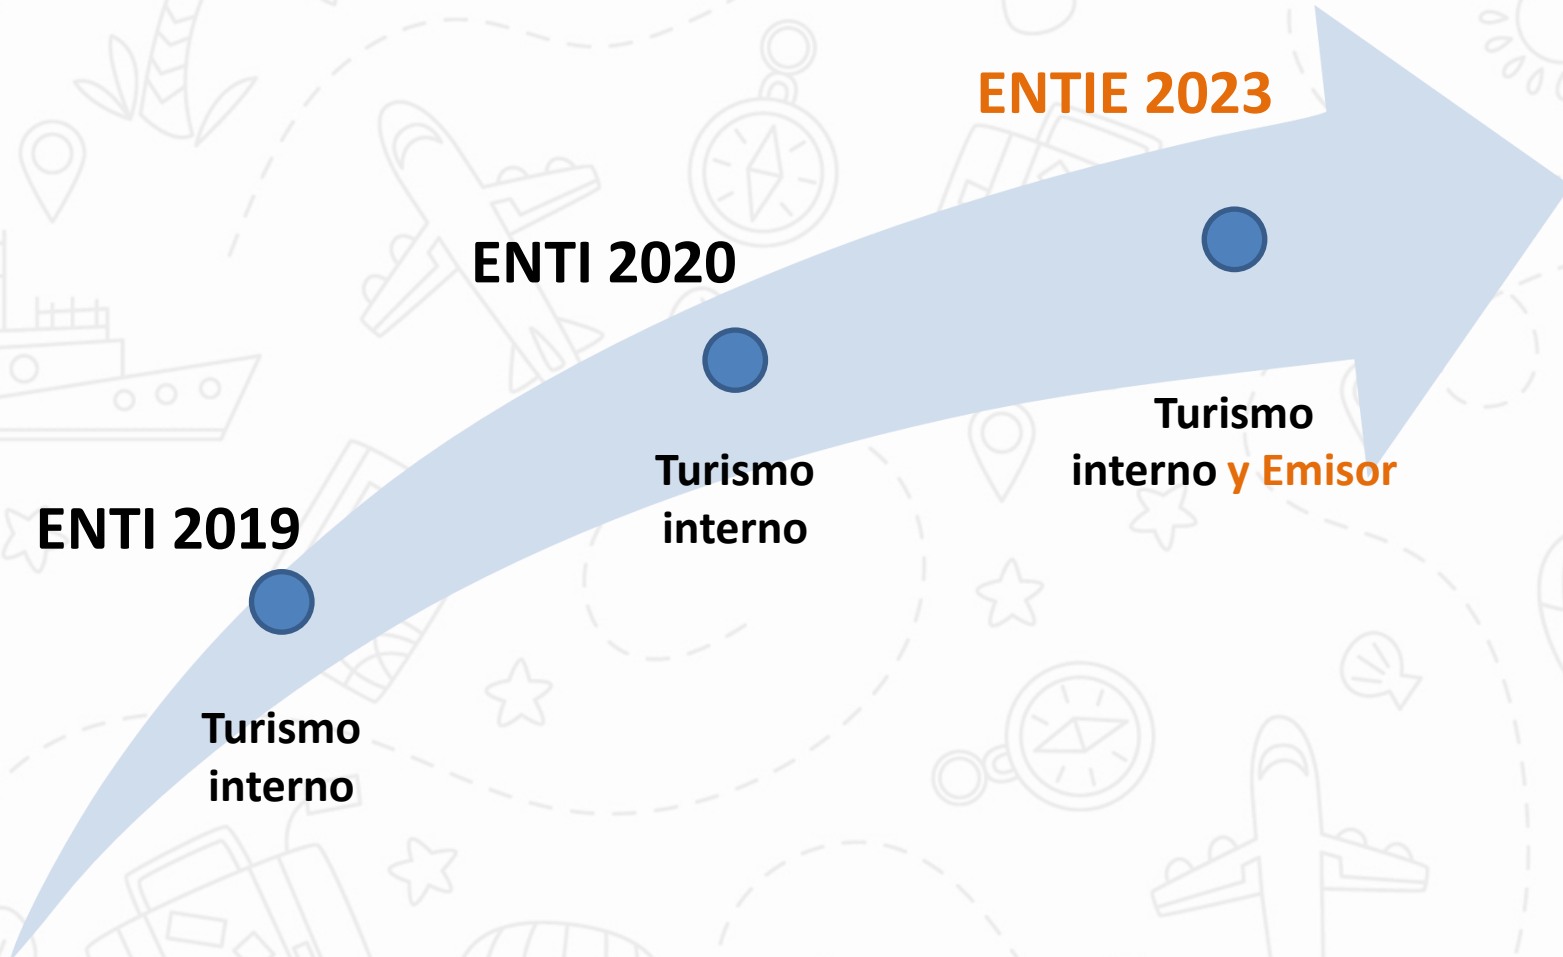 ENTI 2019
Turismo
interno
ENTI 2020
Turismo
interno
ENTIE 2023
Turismo
interno y Emisor